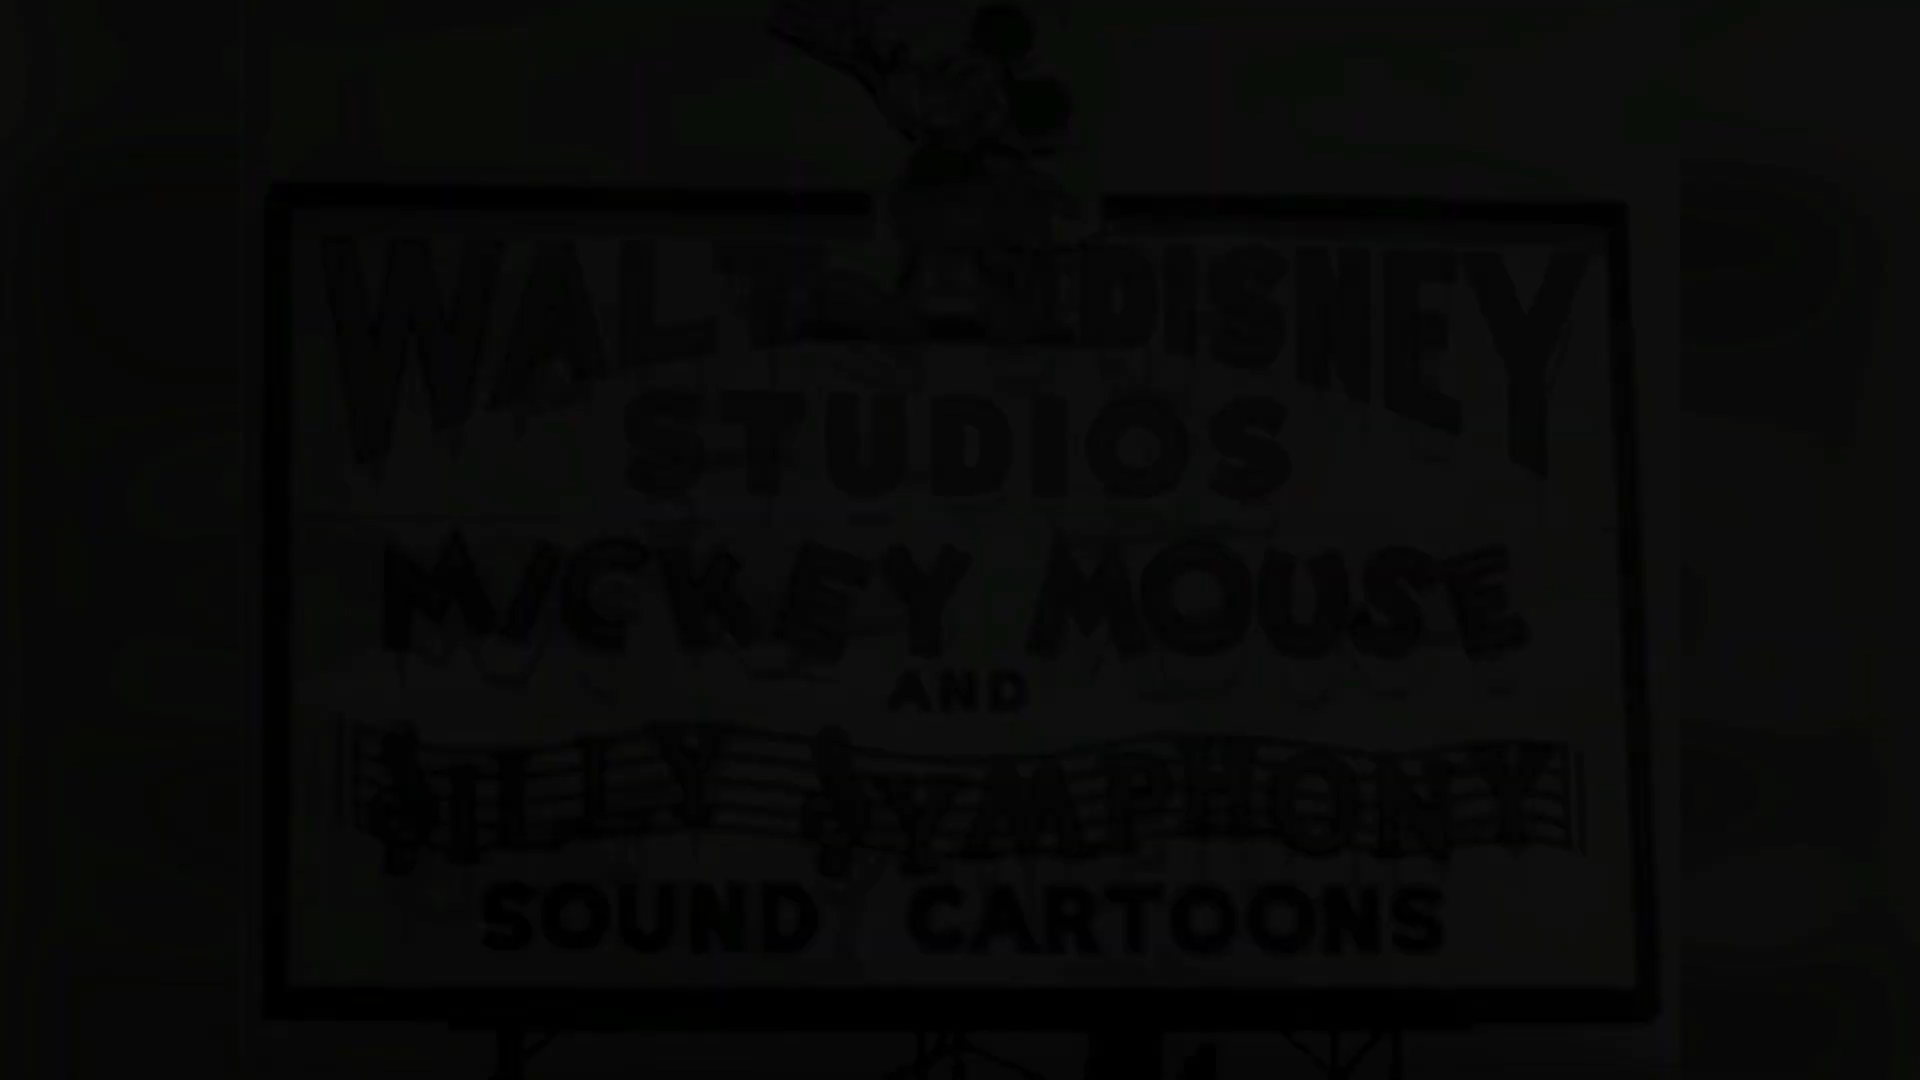 WALT DISNEY
STUDIOS
MICKEY MOUSE
AND
SILLY SYMPHONY
SOUND CARTOONS